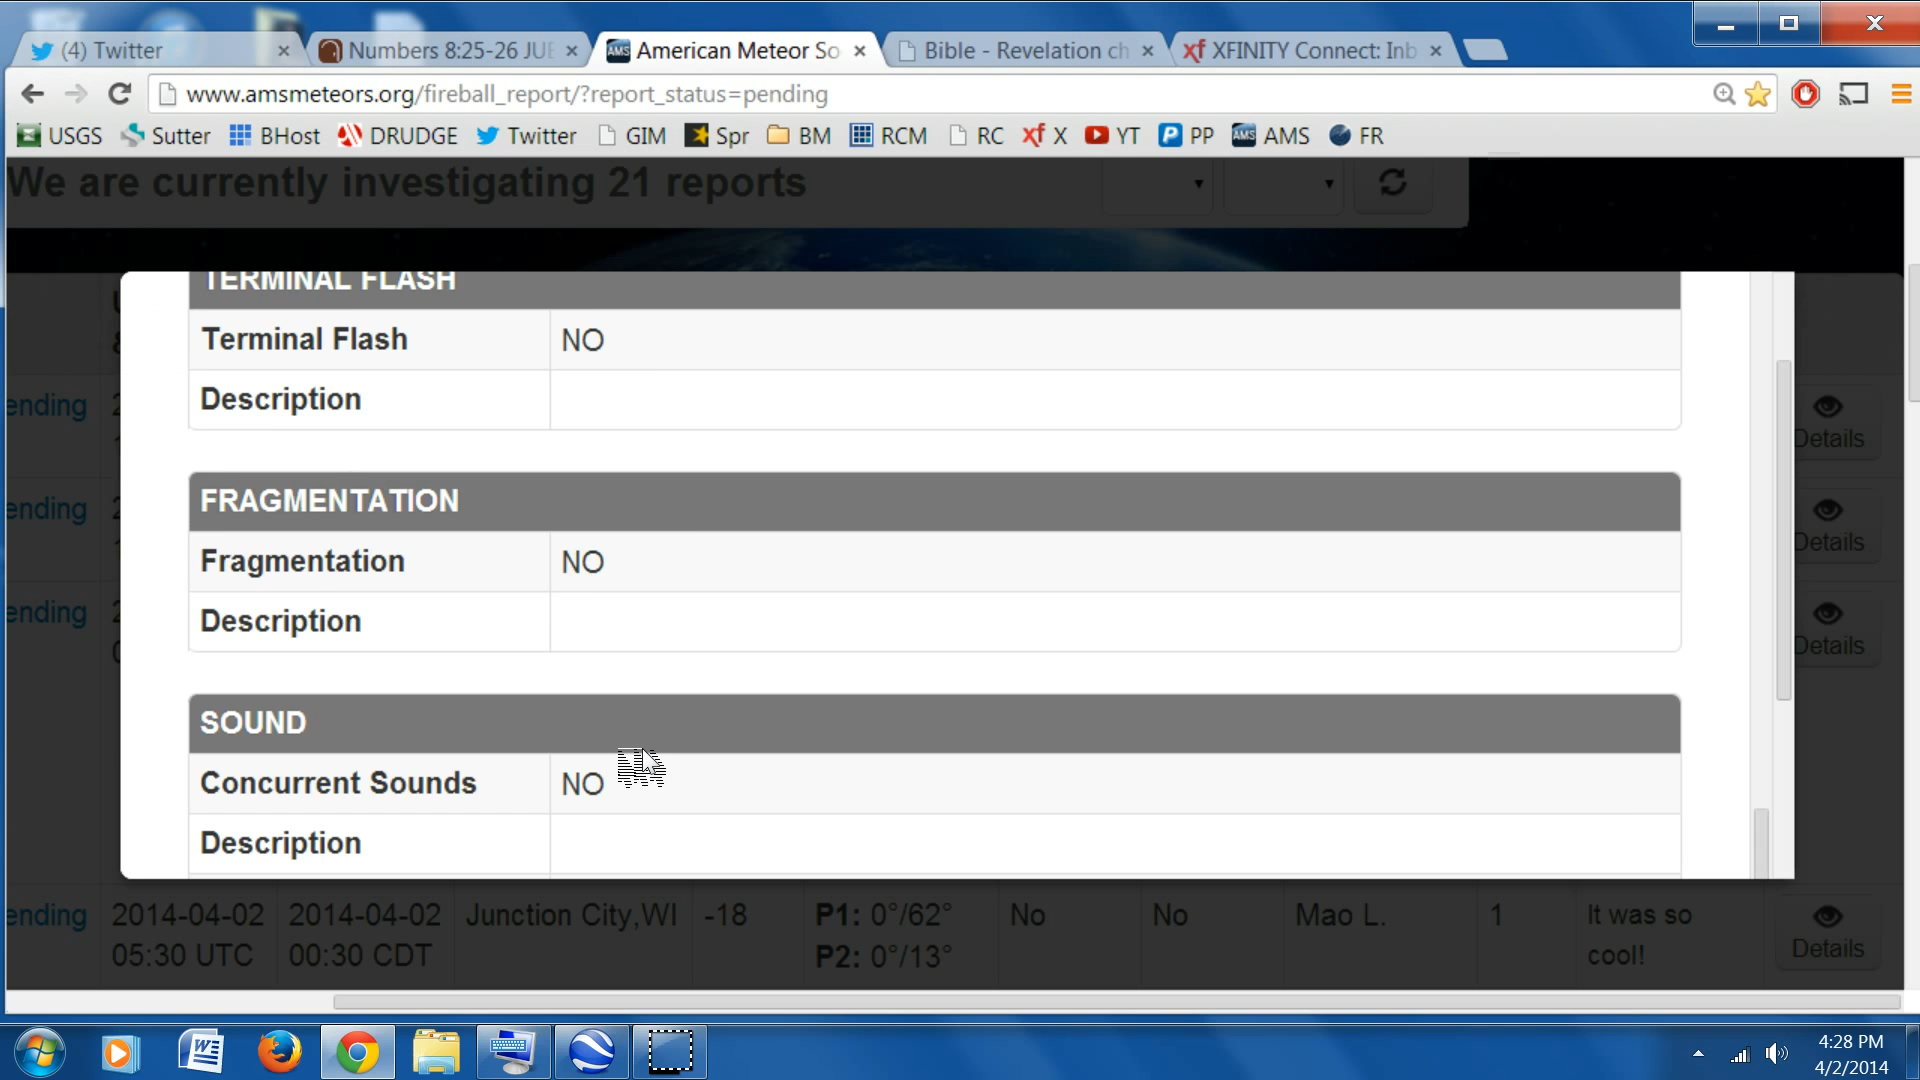 (4) Twitter
Numbers 8:25-26 JUB
American Meteor So
Bible - Revelation ch
XFINITY Connect: Inb
www.amsmeteors.org/fireball_report/?report_status=pending
USGS Sutter BHost DRUDGE Twitter GIM Spr BM RCM RC X YT PP AMS FR
We are currently investigating 21 reports
TERMINAL FLASH
Terminal Flash NO
Description
FRAGMENTATION
Fragmentation NO
Description
SOUND
Concurrent Sounds NO
Description
ending
Details
ending
Details
ending
Details
ending 2014-04-02 2014-04-02 Junction City,WI -18 P1: 0°/62° No No Mao L. 1 It was so
05:30 UTC 00:30 CDT P2: 0°/13° cool! Details
4:28 PM
4/2/2014